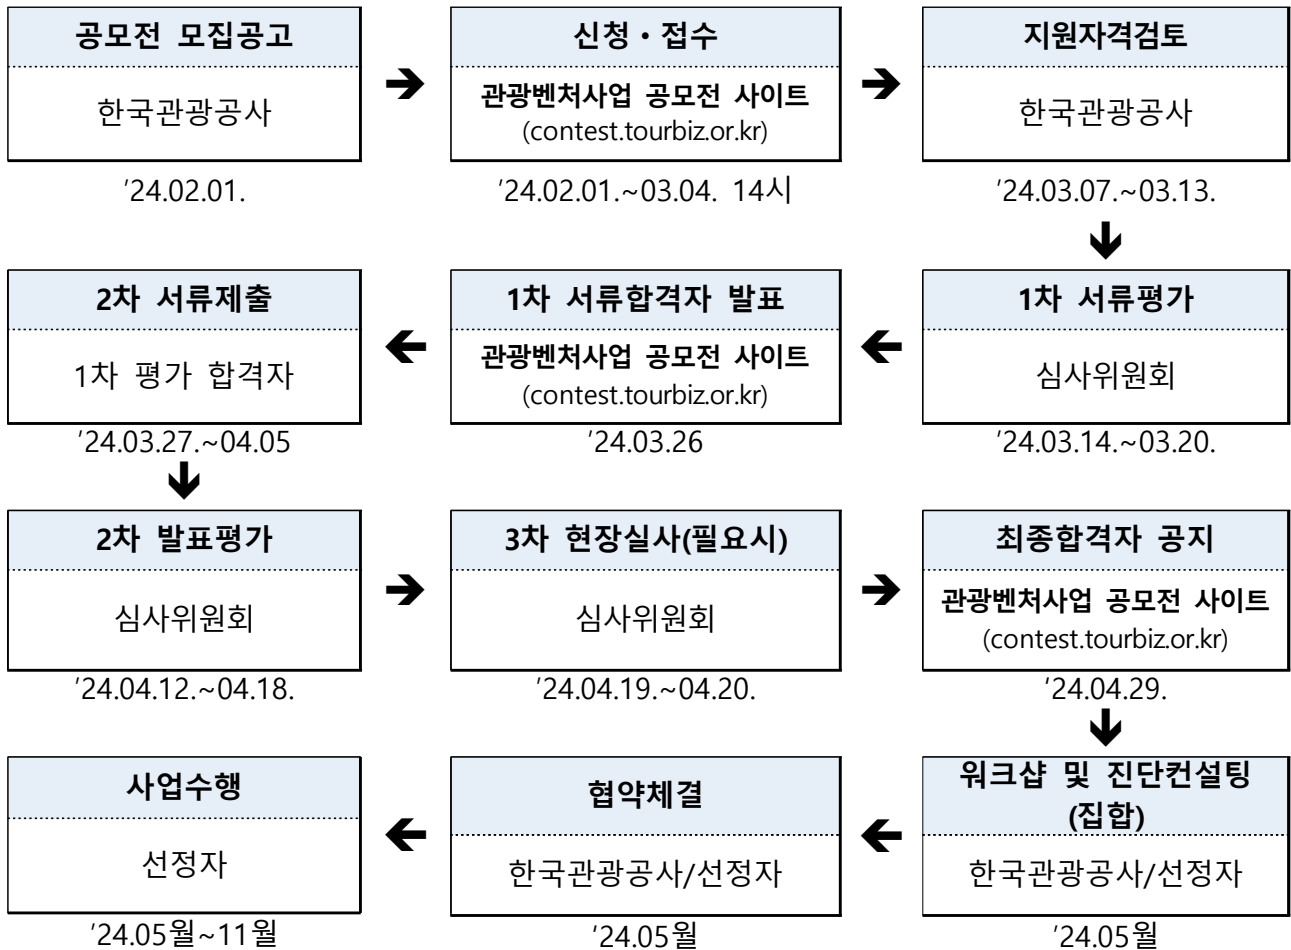 공모전 모집공고
한국관광공사
'24.02.01.
신청・접수
관광벤처사업 공모전 사이트
(contest.tourbiz.or.kr)
'24.02.01.~03.04. 14시
지원자격검토
한국관광공사
'24.03.07.~03.13.
1차 서류평가
심사위원회
'24.03.14.~03.20.
1차 서류합격자 발표
관광벤처사업 공모전 사이트
(contest.tourbiz.or.kr)
'24.03.26
2차 서류제출
1차 평가 합격자
'24.03.27.~04.05
2차 발표평가
심사위원회
'24.04.12.~04.18.
3차 현장실사(필요시)
심사위원회
'24.04.19.~04.20.
최종합격자 공지
관광벤처사업 공모전 사이트
(contest.tourbiz.or.kr)
'24.04.29.
워크샵 및 진단컨설팅
(집합)
한국관광공사/선정자
'24.05월
협약체결
한국관광공사/선정자
'24.05월
사업수행
선정자
'24.05월~11월